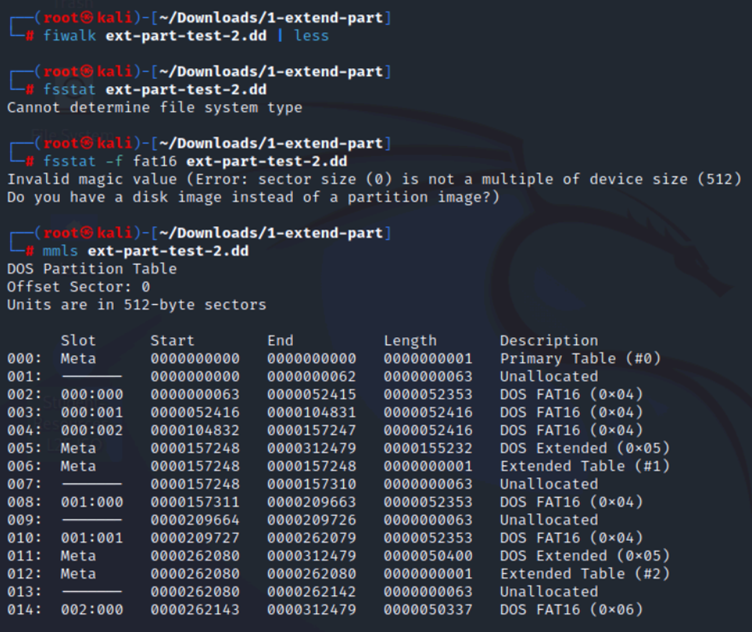 ┌──(root㉿kali)-[~/Downloads/1-extend-part]
└─# fiwalk ext-part-test-2.dd | less
┌──(root㉿kali)-[~/Downloads/1-extend-part]
└─# fsstat ext-part-test-2.dd
Cannot determine file system type
┌──(root㉿kali)-[~/Downloads/1-extend-part]
└─# fsstat -f fat16 ext-part-test-2.dd
Invalid magic value (Error: sector size (0) is not a multiple of device size (512)
Do you have a disk image instead of a partition image?)
┌──(root㉿kali)-[~/Downloads/1-extend-part]
└─# mmls ext-part-test-2.dd
DOS Partition Table
Offset Sector: 0
Units are in 512-byte sectors
Slot Start End Length Description
000: Meta 0000000000 0000000000 0000000001 Primary Table (#0)
001: ------- 0000000000 0000000062 0000000063 Unallocated
002: 000:000 0000000063 0000052415 0000052353 DOS FAT16 (0×04)
003: 000:001 0000052416 0000104831 0000052416 DOS FAT16 (0×04)
004: 000:002 0000104832 0000157247 0000052416 DOS FAT16 (0×04)
005: Meta 0000157248 0000312479 0000155232 DOS Extended (0×05)
006: Meta 0000157248 0000157248 0000000001 Extended Table (#1)
007: ------- 0000157248 0000157310 0000000063 Unallocated
008: 001:000 0000157311 0000209663 0000052353 DOS FAT16 (0×04)
009: ------- 0000209664 0000209726 0000000063 Unallocated
010: 001:001 0000209727 0000262079 0000052353 DOS FAT16 (0×04)
011: Meta 0000262080 0000312479 0000050400 DOS Extended (0×05)
012: Meta 0000262080 0000262080 0000000001 Extended Table (#2)
013: ------- 0000262080 0000262142 0000000063 Unallocated
014: 002:000 0000262143 0000312479 0000050337 DOS FAT16 (0×06)